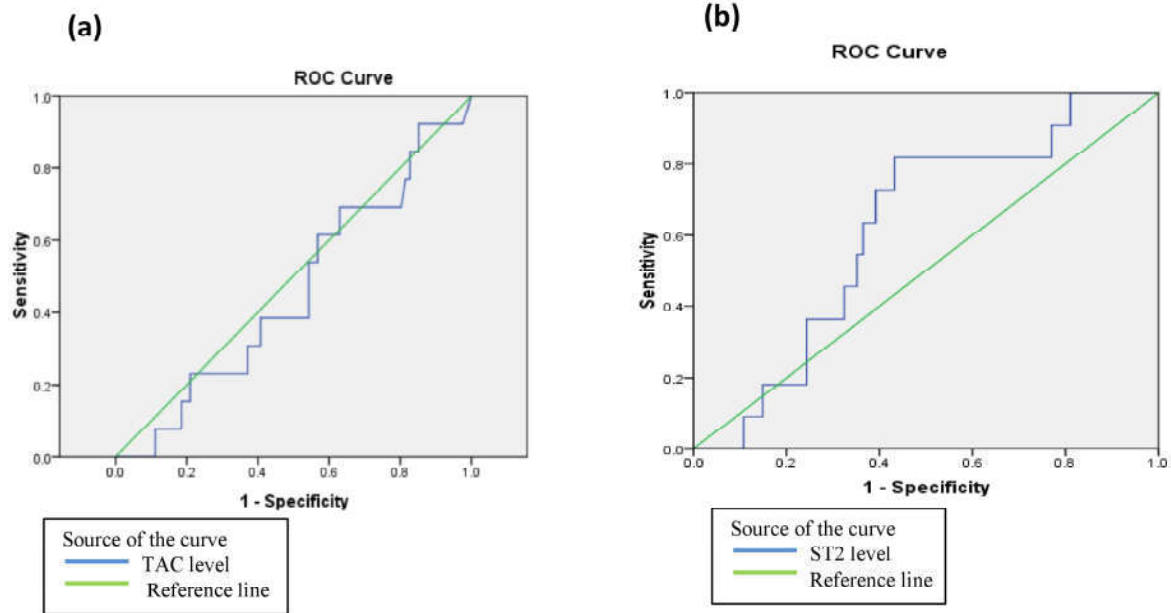 (a)
ROC Curve
1.0
0.8
0.6
0.4
0.2
0.0
Sensitivity
0.0 0.2 0.4 0.6 0.8 1.0
1 - Specificity
Source of the curve
TAC level
Reference line
(b)
ROC Curve
1.0
0.8
0.6
0.4
0.2
0.0
Sensitivity
0.0 0.2 0.4 0.6 0.8 1.0
1 - Specificity
Source of the curve
ST2 level
Reference line